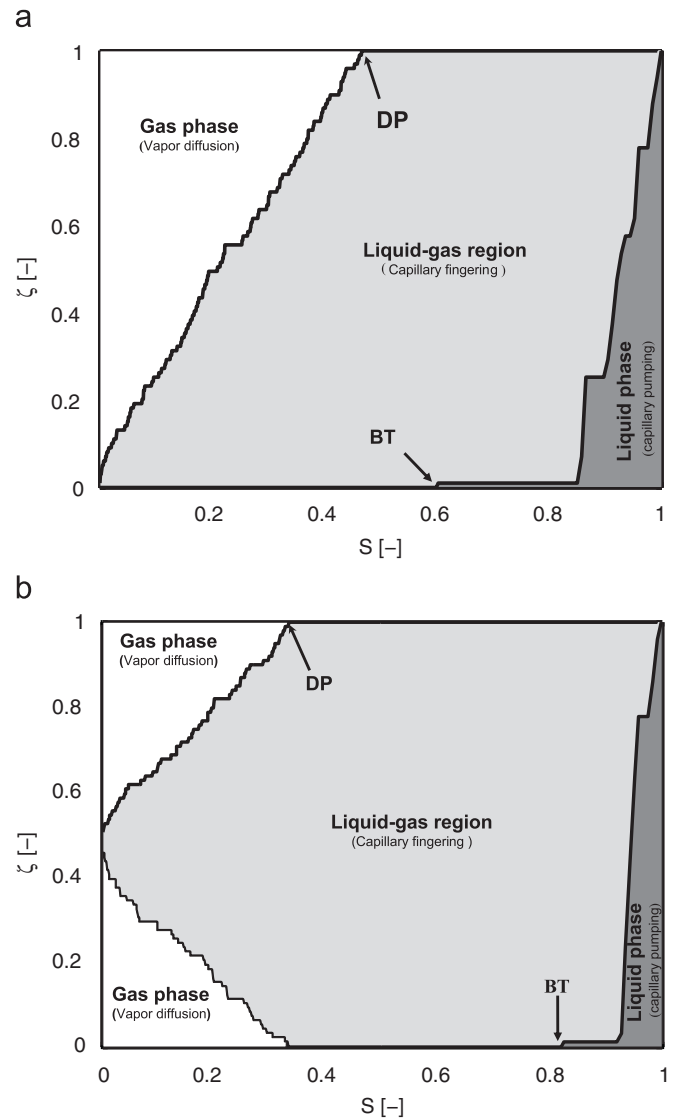 a
1
0.8
0.6
0.4
0.2
0
ζ [–]
Gas phase
(Vapor diffusion)
DP
Liquid-gas region
( Capillary fingering )
BT
Liquid phase
(capillary pumping)
0.2
0.4
0.6
0.8
1
S [–]
b
1
0.8
0.6
0.4
0.2
0
ζ [–]
Gas phase
(Vapor diffusion)
DP
Liquid-gas region
(Capillary fingering )
Gas phase
(Vapor diffusion)
BT
Liquid phase
(capillary pumping)
0
0.2
0.4
0.6
0.8
1
S [–]